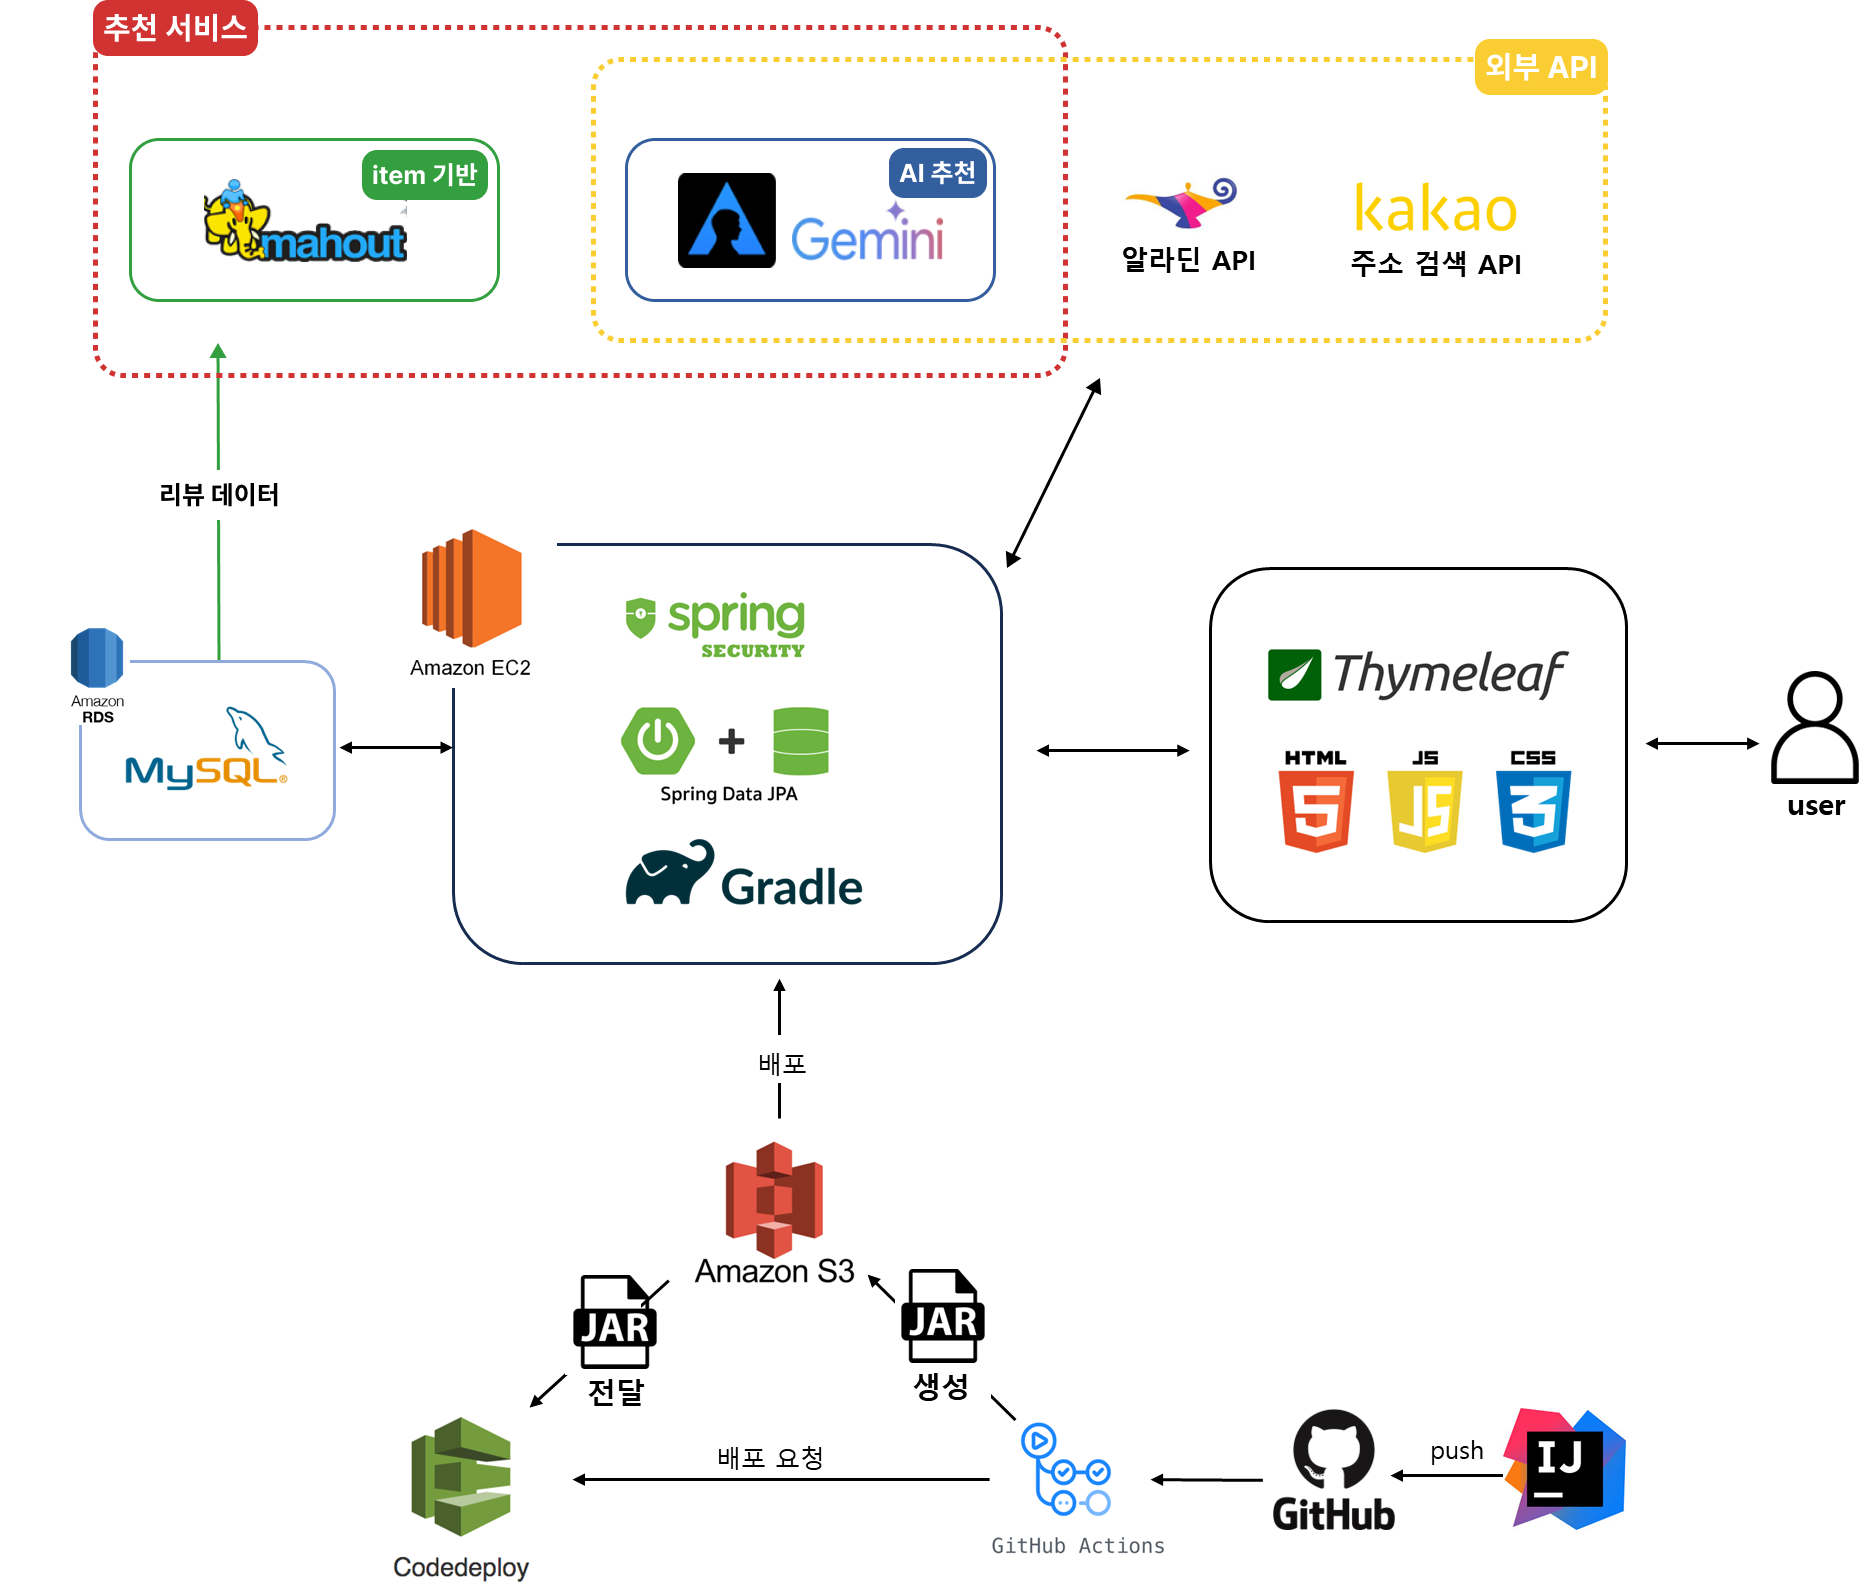 추천 서비스
외부 API
item 기반
mahout
AI 추천
Gemini
알라딘 API
kakao
주소 검색 API
리뷰 데이터
Amazon EC2
spring
SECURITY
Amazon
RDS
MySQL®
Spring Data JPA
Gradle
Thymeleaf
HTML
JS
CSS
5
JS
3
user
배포
Amazon S3
JAR
전달
JAR
생성
배포 요청
push
IJ
GitHub
GitHub Actions
Codedeploy